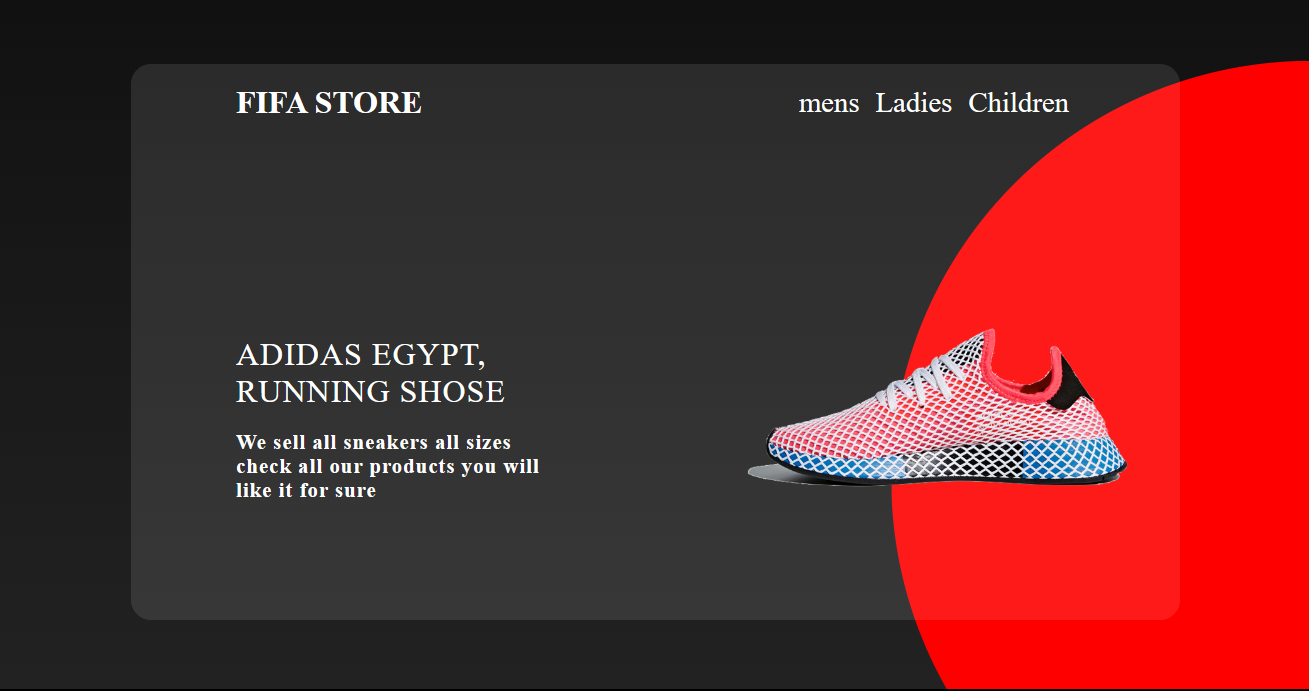 FIFA STORE
mens Ladies Children
ADIDAS EGYPT,
RUNNING SHOSE
We sell all sneakers all sizes
check all our products you will
like it for sure